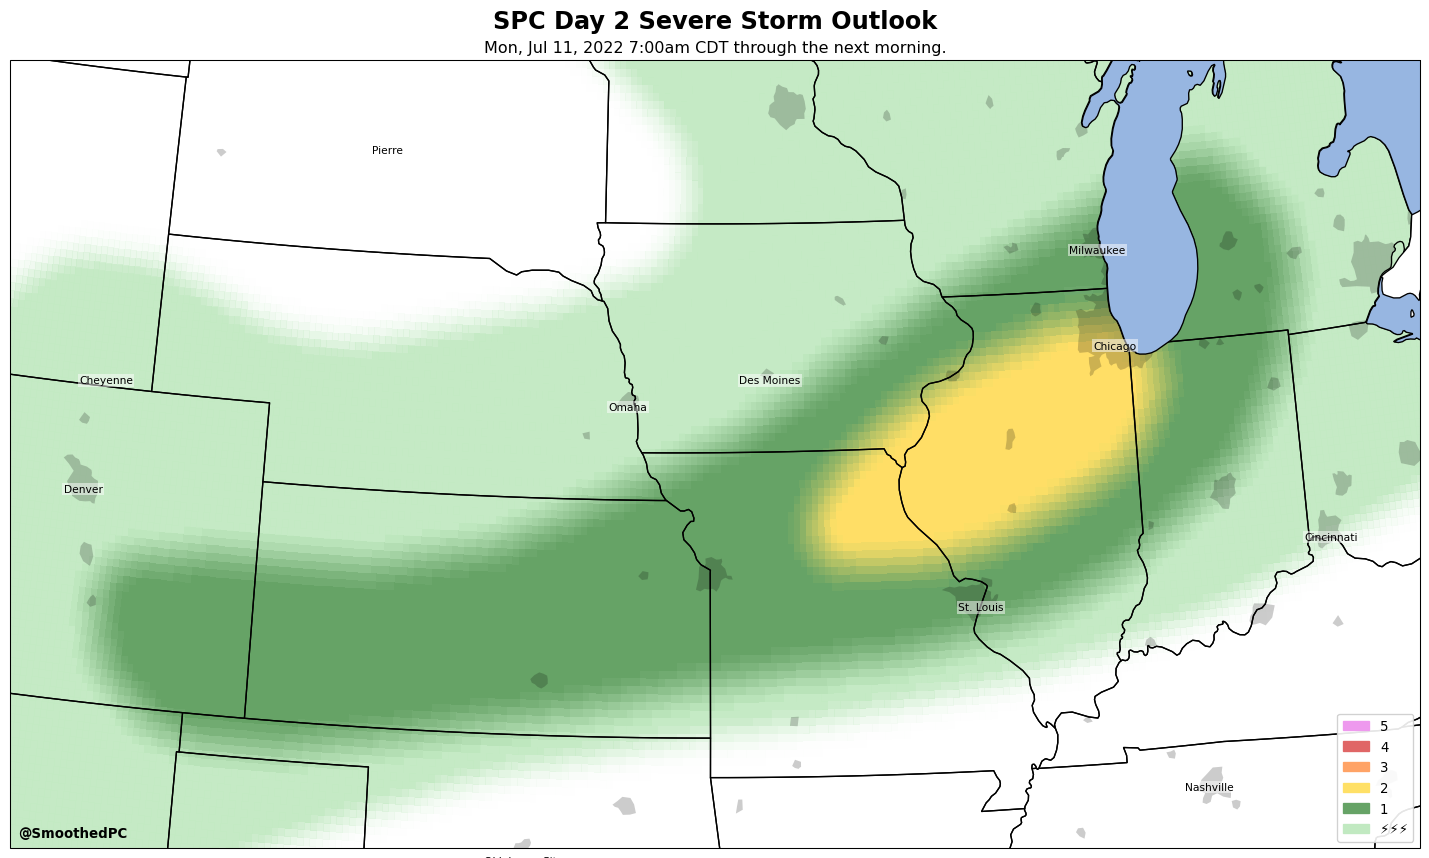 SPC Day 2 Severe Storm Outlook
Mon, Jul 11, 2022 7:00am CDT through the next morning.
Pierre
Milwaukee
Chicago
Cheyenne
Des Moines
Omaha
Denver
Cincinnati
St. Louis
Nashville
5
4
3
2
1
⚡⚡⚡
@SmoothedPC